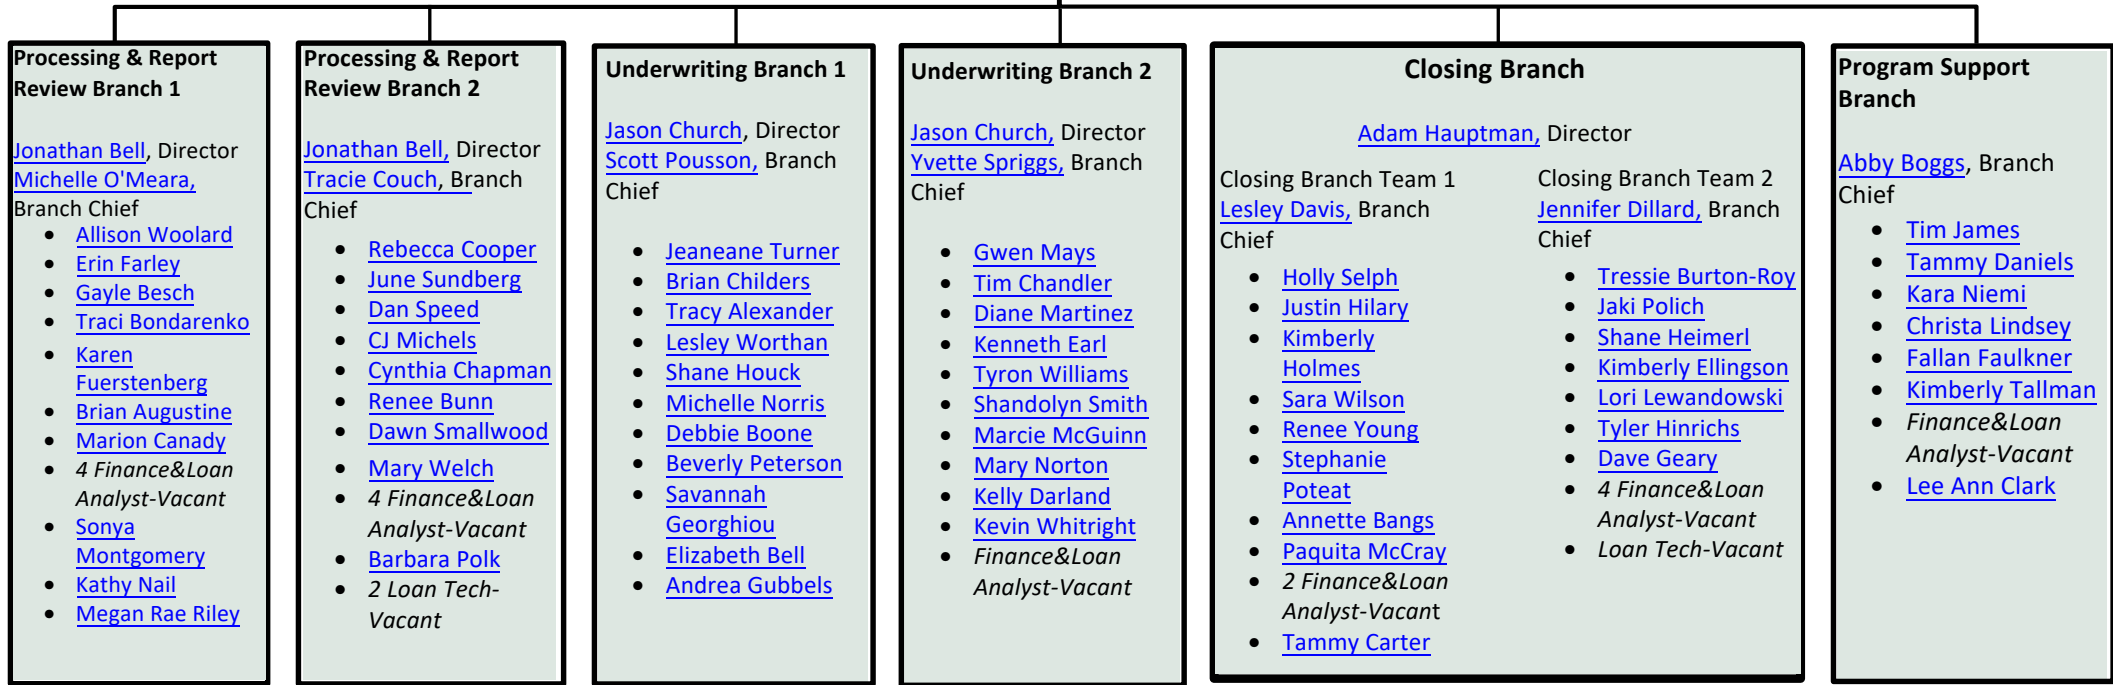 Processing & Report
Review Branch 1
Jonathan Bell, Director
Michelle O'Meara,
Branch Chief
• Allison Woolard
• Erin Farley
• Gayle Besch
• Traci Bondarenko
• Karen
Fuerstenberg
• Brian Augustine
• Marion Canady
• 4 Finance&Loan
Analyst-Vacant
• Sonya
Montgomery
• Kathy Nail
• Megan Rae Riley
Processing & Report
Review Branch 2
Jonathan Bell, Director
Tracie Couch, Branch
Chief
• Rebecca Cooper
• June Sundberg
• Dan Speed
• CJ Michels
• Cynthia Chapman
• Renee Bunn
• Dawn Smallwood
• Mary Welch
• 4 Finance&Loan
Analyst-Vacant
• Barbara Polk
• 2 Loan Tech-
Vacant
Underwriting Branch 1
Jason Church, Director
Scott Pousson, Branch
Chief
• Jeaneane Turner
• Brian Childers
• Tracy Alexander
• Lesley Worthan
• Shane Houck
• Michelle Norris
• Debbie Boone
• Beverly Peterson
• Savannah
Georghiou
• Elizabeth Bell
• Andrea Gubbels
Underwriting Branch 2
Jason Church, Director
Yvette Spriggs, Branch
Chief
• Gwen Mays
• Tim Chandler
• Diane Martinez
• Kenneth Earl
• Tyron Williams
• Shandolyn Smith
• Marcie McGuinn
• Mary Norton
• Kelly Darland
• Kevin Whitright
• Finance&Loan
Analyst-Vacant
Closing Branch
Adam Hauptman, Director
Closing Branch Team 1
Lesley Davis, Branch
Chief
• Holly Selph
• Justin Hilary
• Kimberly
Holmes
• Sara Wilson
• Renee Young
• Stephanie
Poteat
• Annette Bangs
• Paquita McCray
• 2 Finance&Loan
Analyst-Vacant
• Tammy Carter
Closing Branch Team 2
Jennifer Dillard, Branch
Chief
• Tressie Burton-Roy
• Jaki Polich
• Shane Heimerl
• Kimberly Ellingson
• Lori Lewandowski
• Tyler Hinrichs
• Dave Geary
• 4 Finance&Loan
Analyst-Vacant
• Loan Tech-Vacant
Program Support
Branch
Abby Boggs, Branch
Chief
• Tim James
• Tammy Daniels
• Kara Niemi
• Christa Lindsey
• Fallan Faulkner
• Kimberly Tallman
• Finance&Loan
Analyst-Vacant
• Lee Ann Clark